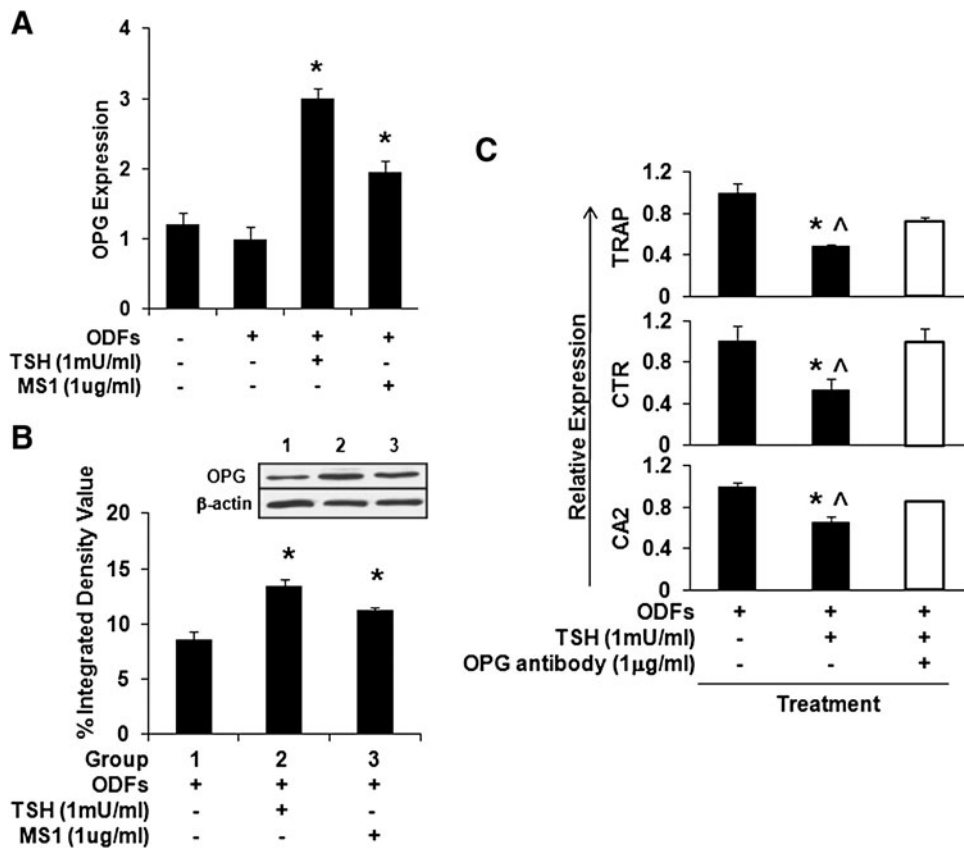 A
4
3
2
1
0
OPG Expression
* *
ODFs - + + +
TSH (1mU/ml) - - + -
MS1 (1ug/ml) - - - +
B
1 2 3
OPG
β-actin
20
15
10
5
0
% Integrated Density Value
* *
Group 1 2 3
ODFs + + +
TSH (1mU/ml) - + -
MS1 (1ug/ml) - - +
C
Relative Expression
TRAP
1.2
0.8
0.4
0
* ^
CTR
1.2
0.8
0.4
0
* ^
CA2
1.2
0.8
0.4
0
* ^
ODFs + + +
TSH (1mU/ml) - + +
OPG antibody (1µg/ml) - - +
Treatment